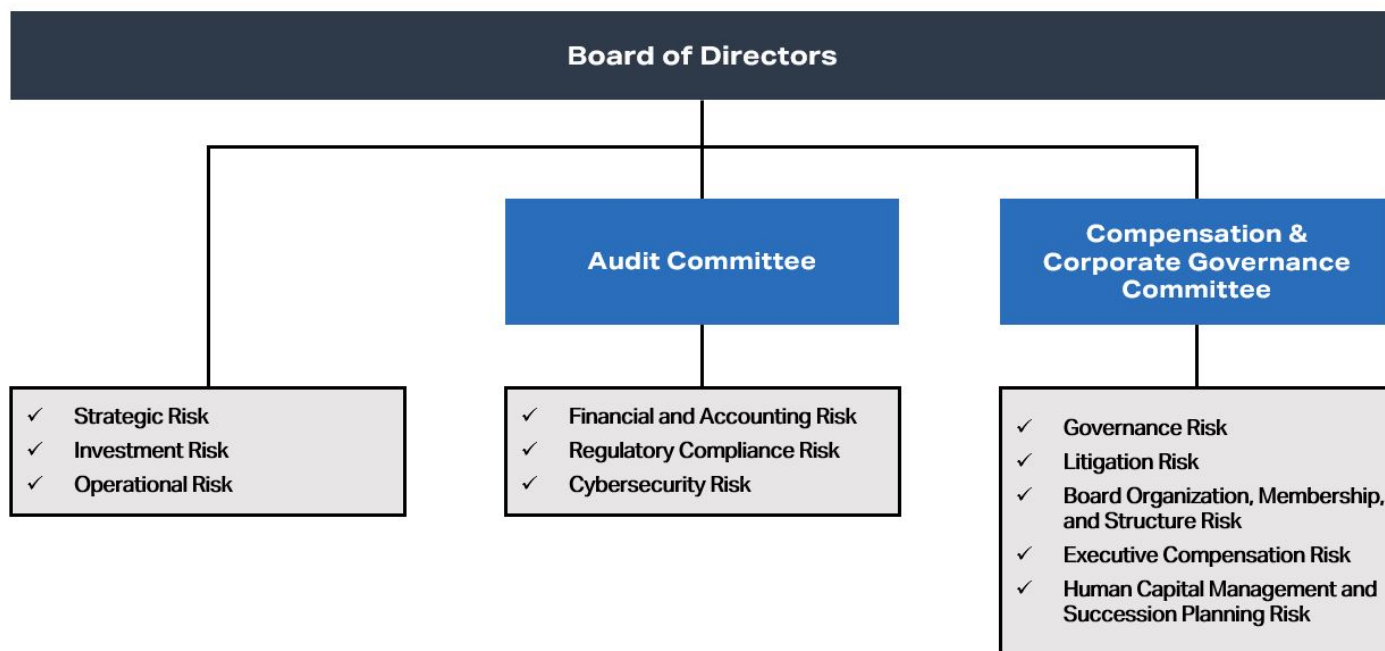 Board of Directors
Audit Committee
Compensation &
Corporate Governance
Committee
✓ Strategic Risk
✓ Investment Risk
✓ Operational Risk
✓ Financial and Accounting Risk
✓ Regulatory Compliance Risk
✓ Cybersecurity Risk
✓ Governance Risk
✓ Litigation Risk
✓ Board Organization, Membership,
and Structure Risk
✓ Executive Compensation Risk
✓ Human Capital Management and
Succession Planning Risk